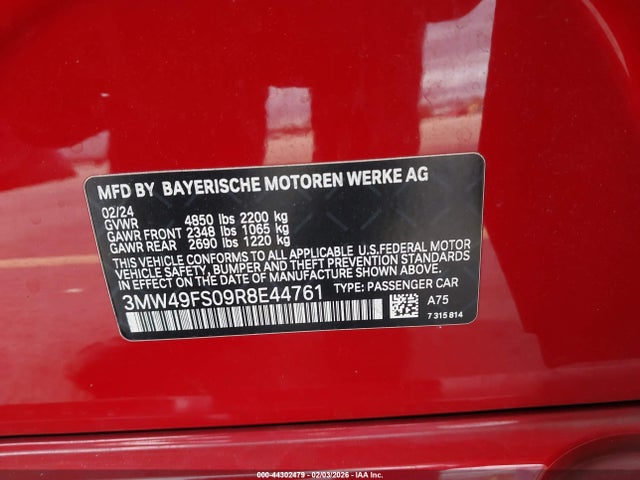 MFD BY BAYERISCHE MOTOREN WERKE AG
02/24
GVWR 4850 lbs 2200 kg
GAWR FRONT 2348 lbs 1065 kg
GAWR REAR 2690 lbs 1220 kg
THIS VEHICLE CONFORMS TO ALL APPLICABLE U.S.FEDERAL MOTOR
VEHICLE SAFETY, BUMPER AND THEFT PREVENTION STANDARDS
IN EFFECT ON THE DATE OF MANUFACTURE SHOWN ABOVE.
3MW49FS09R8E44761 TYPE: PASSENGER CAR
A75
7 315 814
000-44302479 - 02/03/2026 - IAA Inc.